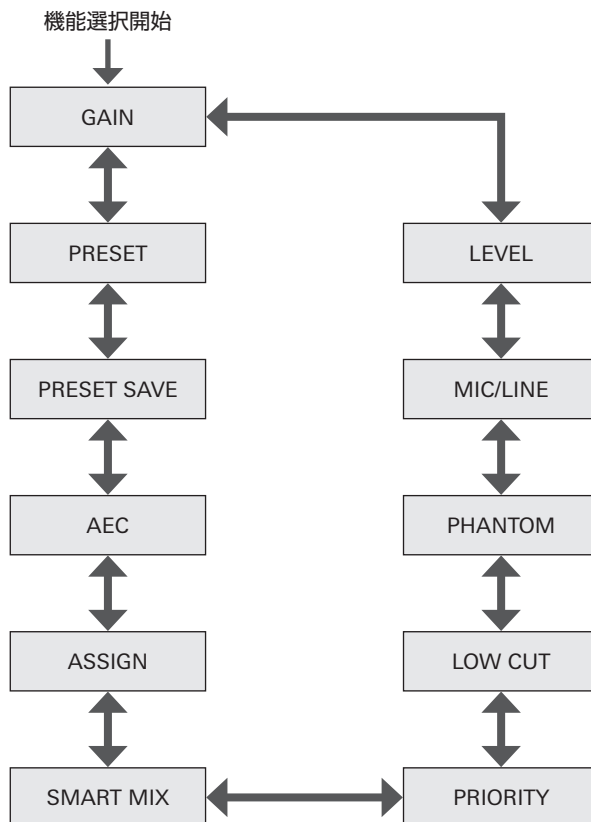 機能選択開始
GAIN
PRESET
LEVEL
PRESET SAVE
MIC/LINE
AEC
PHANTOM
ASSIGN
LOW CUT
SMART MIX
PRIORITY